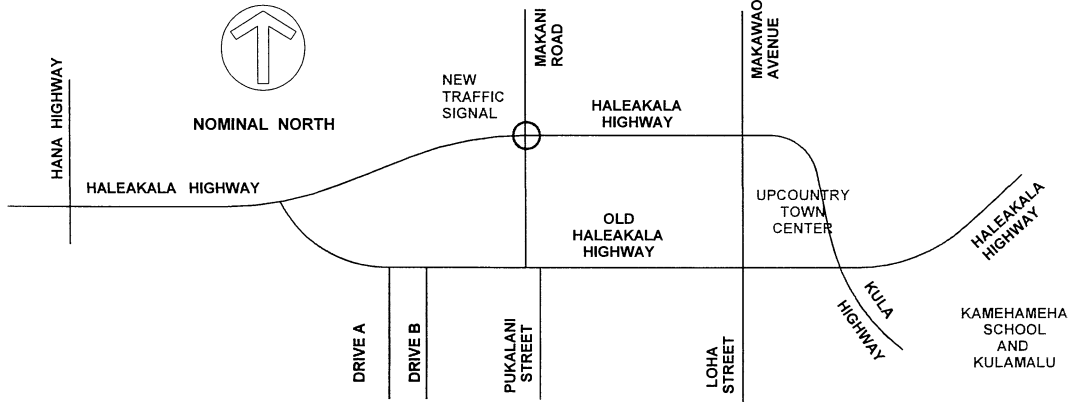 MAKANI
ROAD
MAKAWAO
AVENUE
HANA HIGHWAY
NEW
TRAFFIC
SIGNAL
HALEAKALA
HIGHWAY
NOMINAL NORTH
HALEAKALA HIGHWAY
UPCOUNTRY
TOWN
CENTER
HALEAKALA
HIGHWAY
OLD
HALEAKALA
HIGHWAY
KULA
HIGHWAY
DRIVE A
DRIVE B
PUKALANI
STREET
LOHA
STREET
KAMEHAMEHA
SCHOOL
AND
KULAMALU